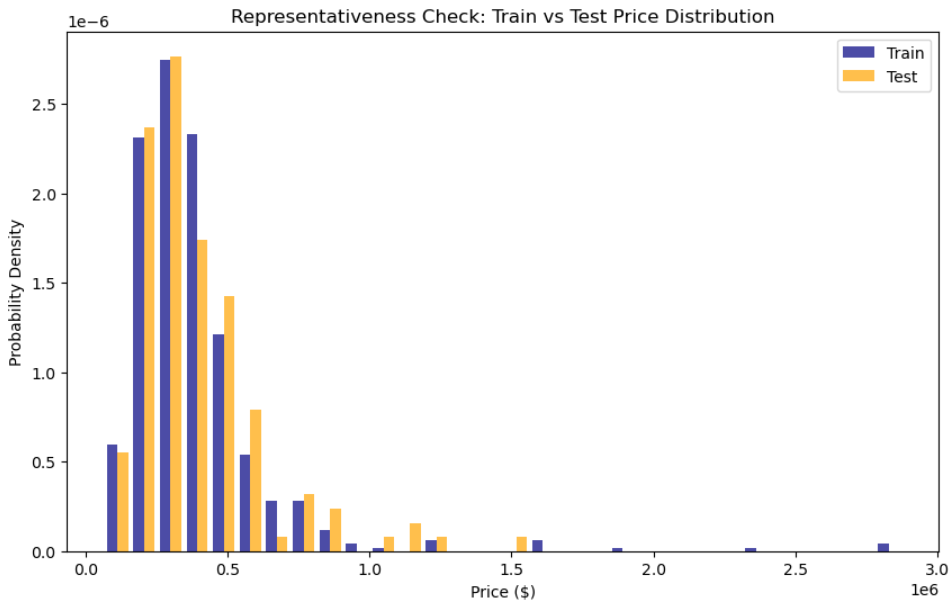 Representativeness Check: Train vs Test Price Distribution
1e−6
Train
Test
2.5
2.0
1.5
1.0
0.5
0.0
Probability Density
0.0 0.5 1.0 1.5 2.0 2.5 3.0
1e6
Price ($)